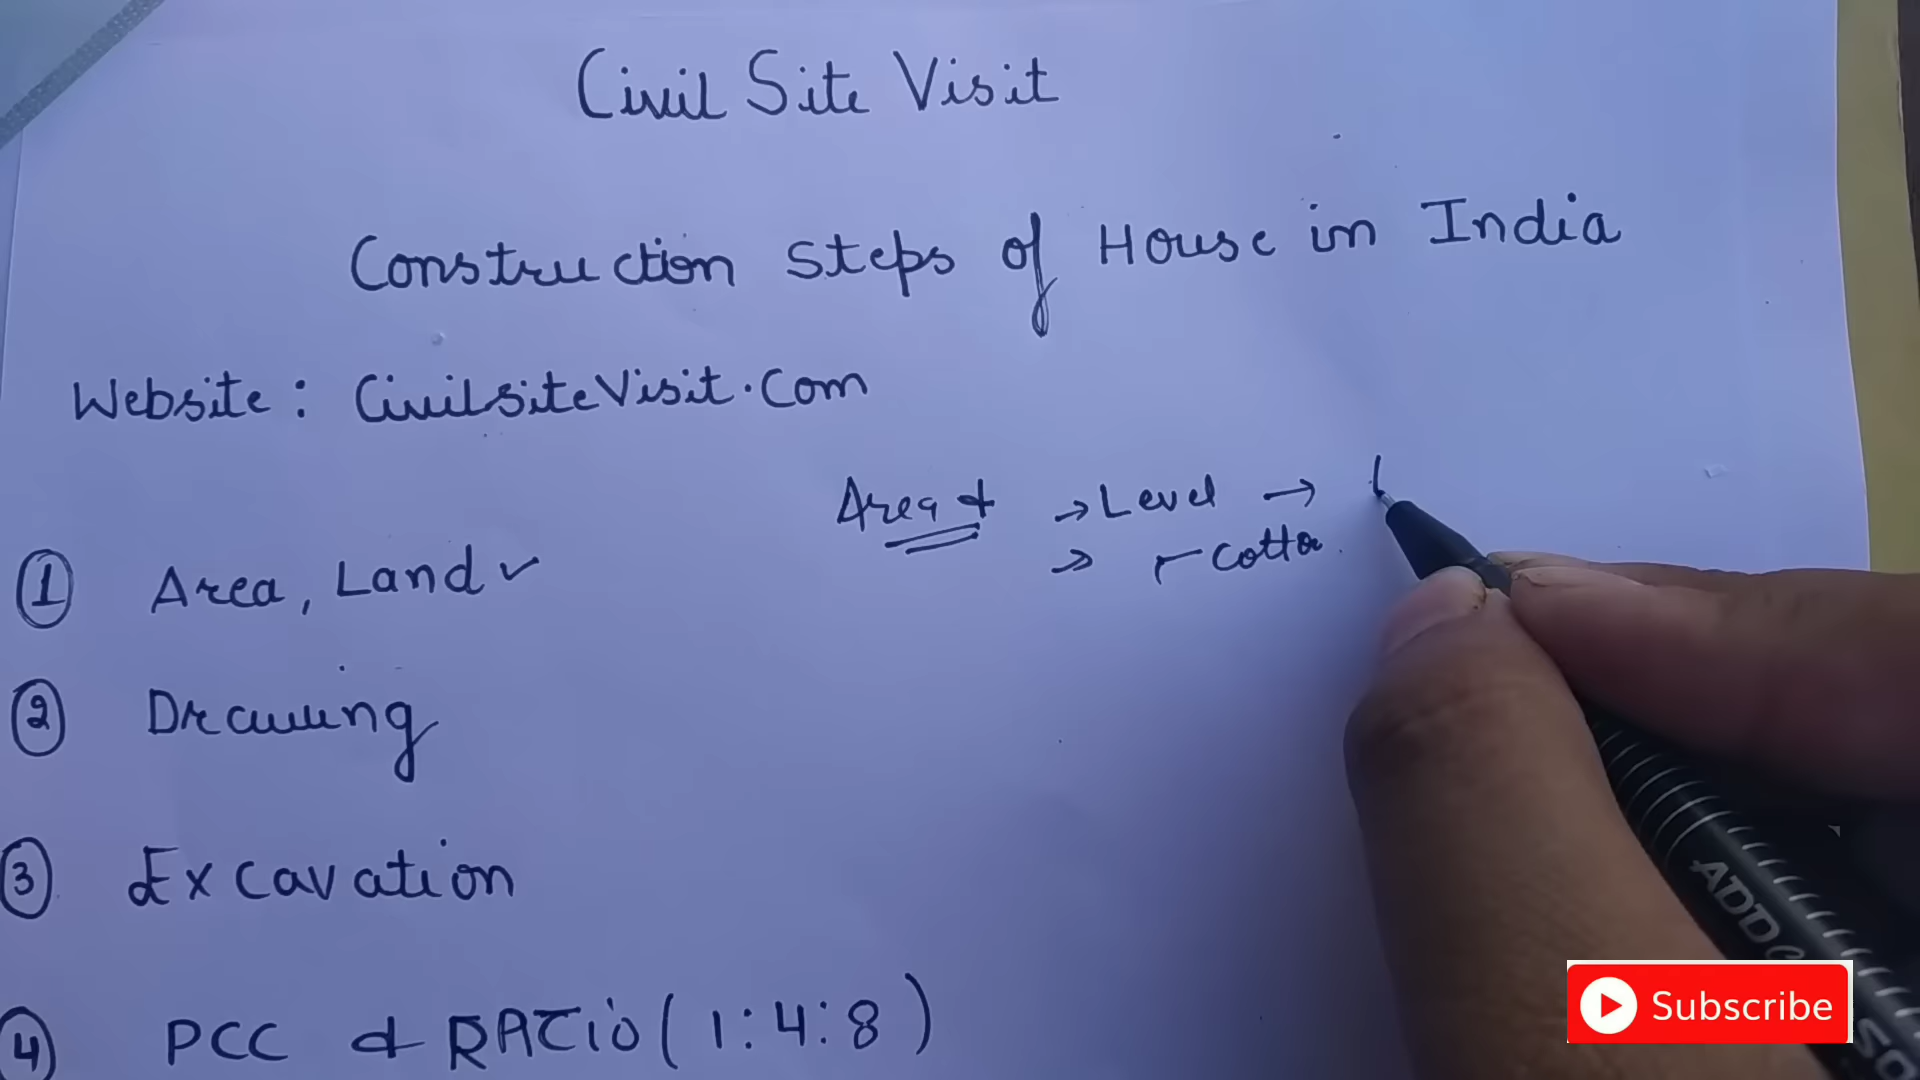 Civil Site Visit
Construction steps of House in India
Website: CivilsiteVisit.Com
Area & → Level →
→ Cotta
① Area, Land ✓
② Drawing
③ Excavation
④ PCC & RATio (1:4:8)
ADD
Subscribe